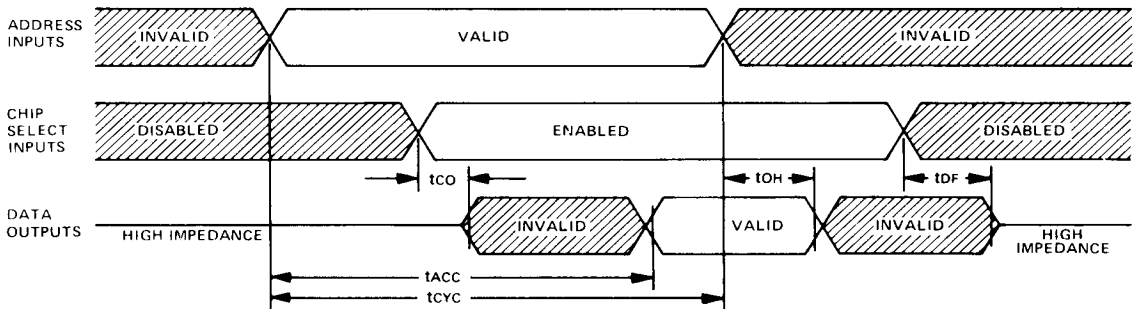 ADDRESS
INPUTS
INVALID
VALID
INVALID
CHIP
SELECT
INPUTS
DISABLED
ENABLED
DISABLED
tCO
tOH
tDF
DATA
OUTPUTS
HIGH IMPEDANCE
INVALID
VALID
INVALID
HIGH
IMPEDANCE
tACC
tCYC